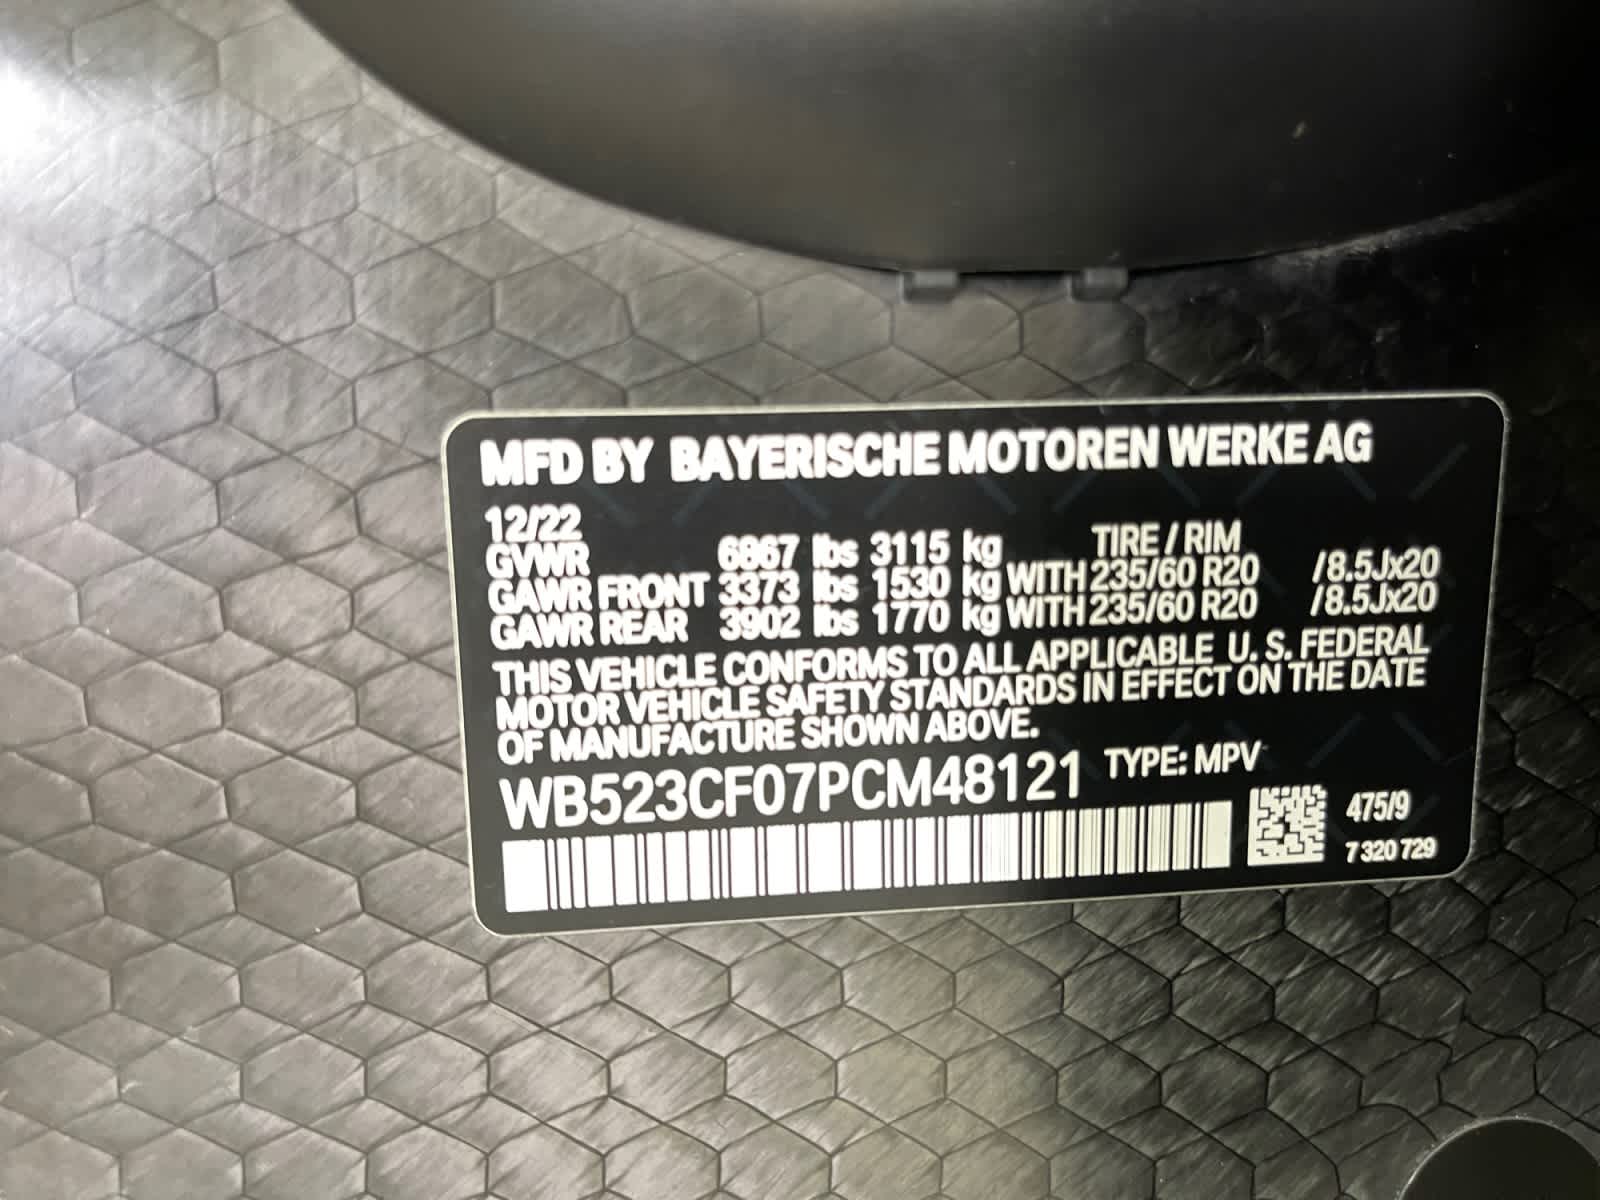 MFD BY BAYERISCHE MOTOREN WERKE AG
12/22 TIRE / RIM
GVWR 6867 lbs 3115 kg
GAWR FRONT 3373 lbs 1530 kg WITH 235/60 R20 /8.5Jx20
GAWR REAR 3902 lbs 1770 kg WITH 235/60 R20 /8.5Jx20
THIS VEHICLE CONFORMS TO ALL APPLICABLE U. S. FEDERAL
MOTOR VEHICLE SAFETY STANDARDS IN EFFECT ON THE DATE
OF MANUFACTURE SHOWN ABOVE.
WB523CF07PCM48121 TYPE: MPV
475/9
7 320 729